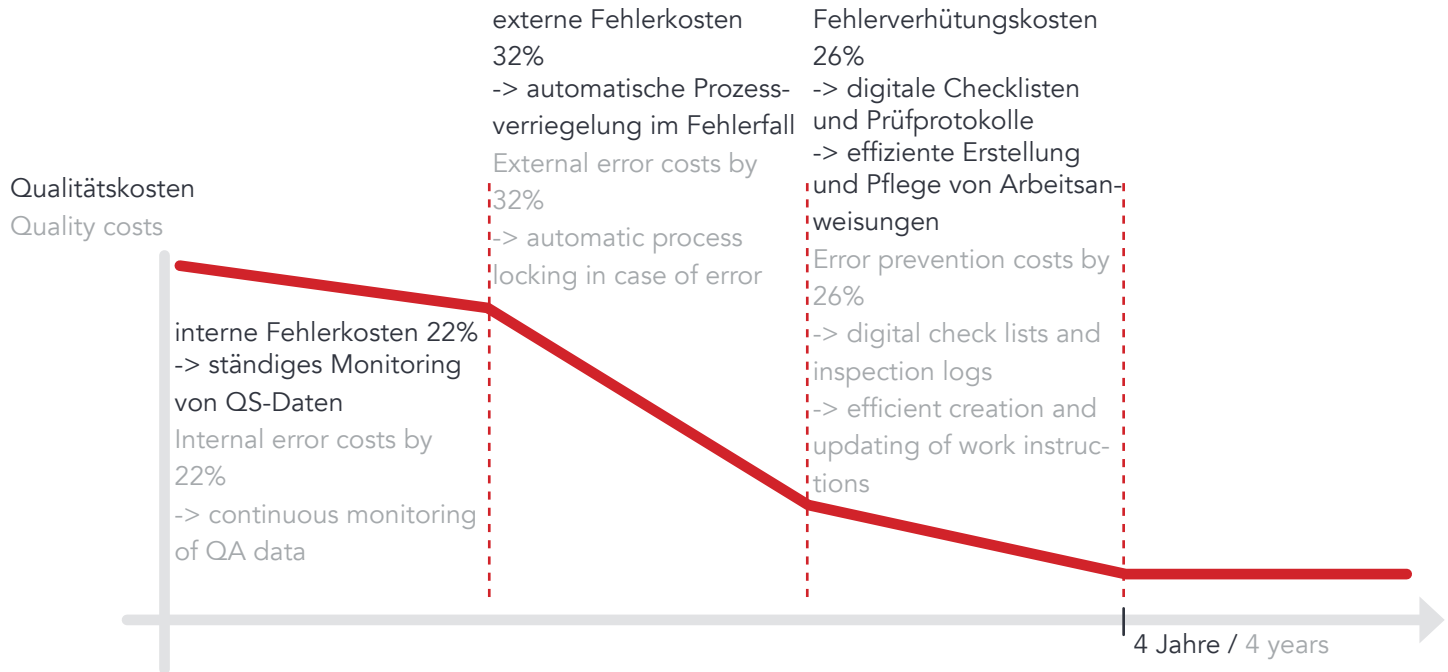 Qualitätskosten
Quality costs
interne Fehlerkosten 22%
-> ständiges Monitoring
von QS-Daten
Internal error costs by
22%
-> continuous monitoring
of QA data
externe Fehlerkosten
32%
-> automatische Prozess-
verriegelung im Fehlerfall
External error costs by
32%
-> automatic process
locking in case of error
Fehlerverhütungskosten
26%
-> digitale Checklisten
und Prüfprotokolle
-> effiziente Erstellung
und Pflege von Arbeitsan-
weisungen
Error prevention costs by
26%
-> digital check lists and
inspection logs
-> efficient creation and
updating of work instruc-
tions
4 Jahre / 4 years